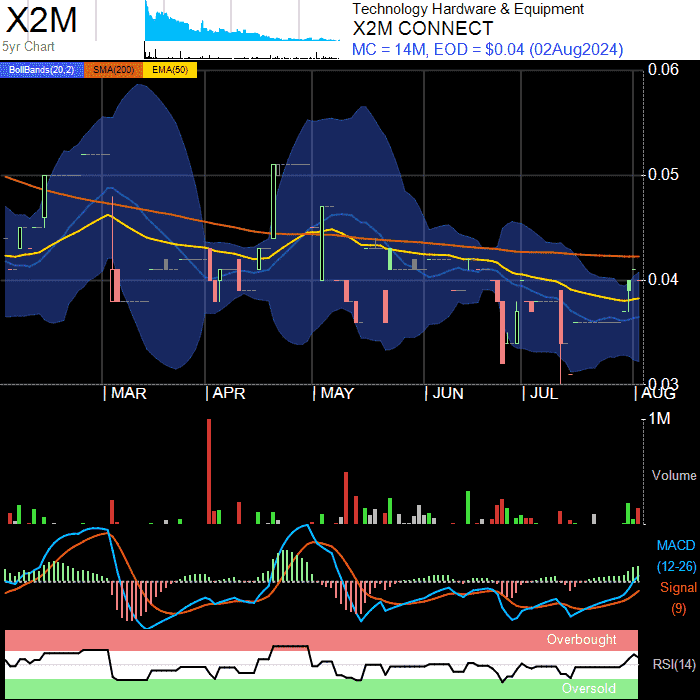 X2M
5yr Chart
Technology Hardware & Equipment
X2M CONNECT
MC = 14M, EOD = $0.04 (02Aug2024)
BollBands(20,2) SMA(200) EMA(50)
0.06
0.05
0.04
0.03
MAR APR MAY JUN JUL AUG
1M
Volume
MACD
(12-26)
Signal
(9)
Overbought
RSI(14)
Oversold